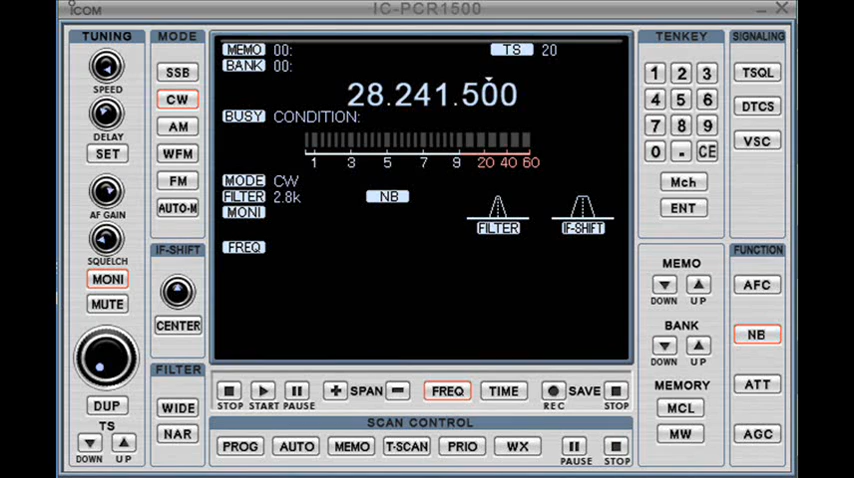 ICOM IC-PCR1500
TUNING
SPEED
DELAY
SET
AF GAIN
SQUELCH
MONI
MUTE
DUP
TS
DOWN UP
MODE
SSB
CW
AM
WFM
FM
AUTO-M
IF-SHIFT
CENTER
FILTER
WIDE
NAR
MEMO 00: TS 20
BANK 00:
28.241.500
BUSY CONDITION:
1 3 5 7 9 20 40 60
MODE CW
FILTER 2.8k NB
MONI
FILTER IF-SHIFT
FREQ
SPAN FREQ TIME SAVE
STOP START PAUSE REC STOP
SCAN CONTROL
PROG AUTO MEMO T-SCAN PRIO WX
PAUSE STOP
TENKEY
1 2 3
4 5 6
7 8 9
0 . CE
Mch
ENT
MEMO
DOWN UP
BANK
DOWN UP
MEMORY
MCL
MW
SIGNALING
TSQL
DTCS
VSC
FUNCTION
AFC
NB
ATT
AGC